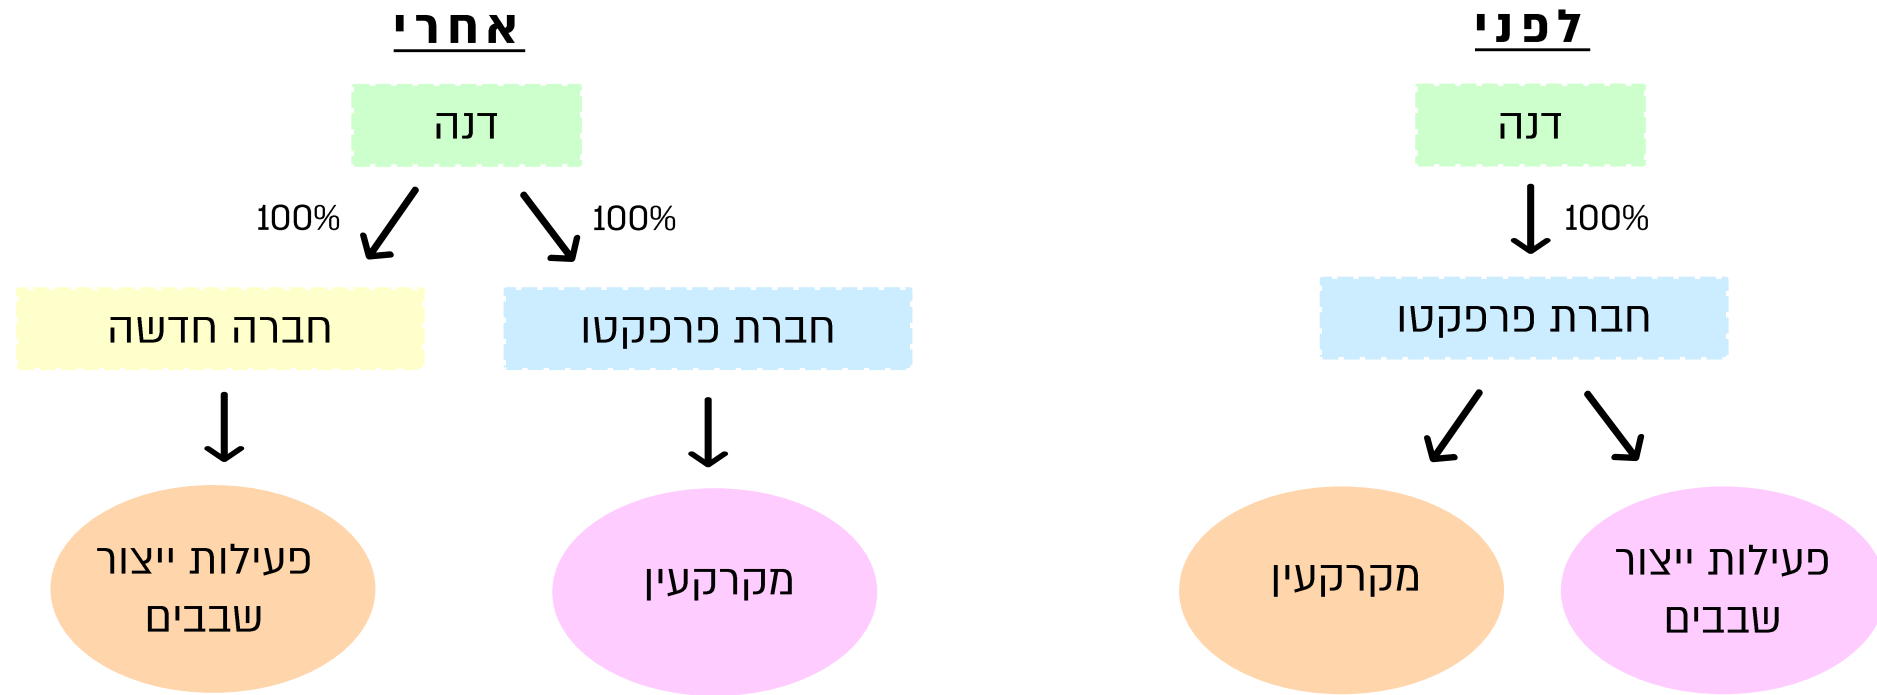 לפני
דנה
100%
חברת פרפקטו
פעילות ייצור
שבבים
מקרקעין
אחרי
דנה
100%
100%
חברת פרפקטו
חברה חדשה
מקרקעין
פעילות ייצור
שבבים